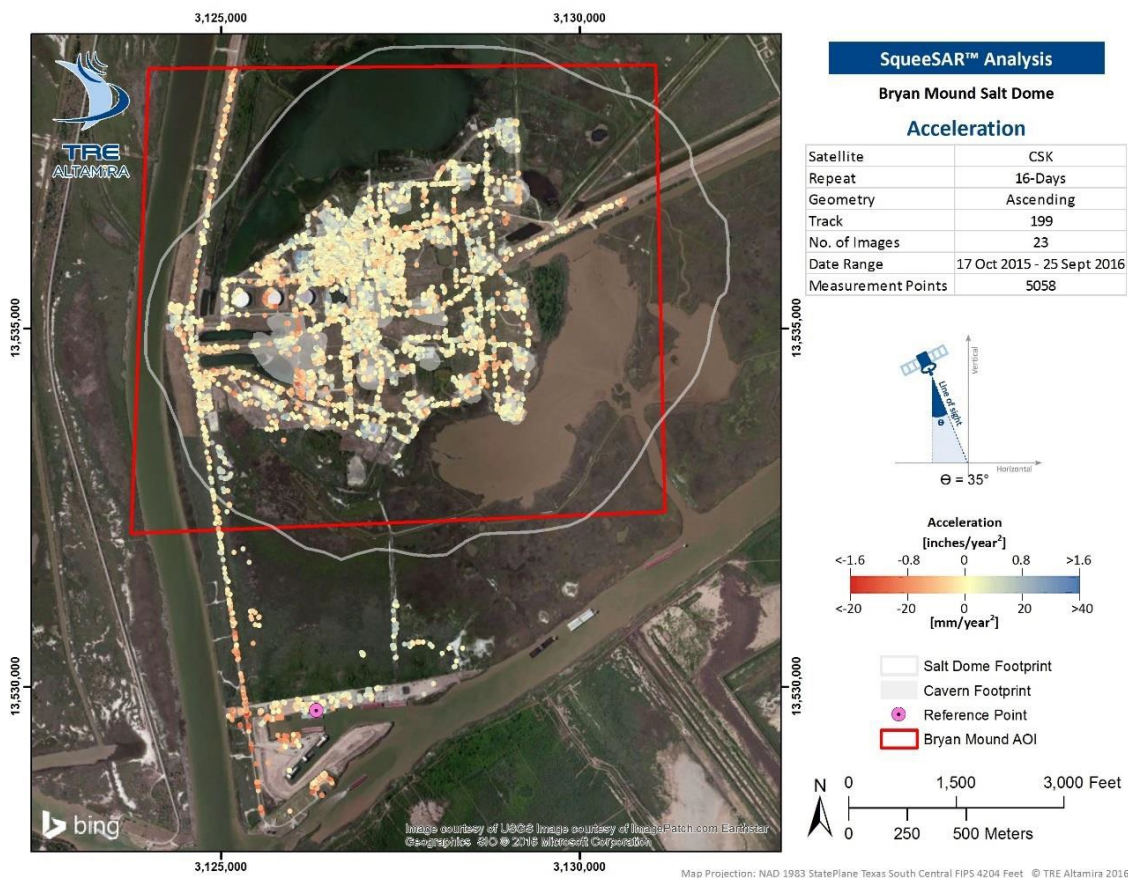 3,125,000 3,130,000
TRE
ALTAMIRA
13,535,000 13,535,000
13,530,000 13,530,000
bing
Image courtesy of USGS Image courtesy of ImagePatch.com Earthstar
Geographics SIO © 2016 Microsoft Corporation
3,125,000 3,130,000
SqueeSAR™ Analysis
Bryan Mound Salt Dome
Acceleration
Satellite CSK
Repeat 16-Days
Geometry Ascending
Track 199
No. of Images 23
Date Range 17 Oct 2015 - 25 Sept 2016
Measurement Points 5058
Vertical
Line of sight
Θ
Horizontal
Θ = 35°
Acceleration
[inches/year²]
<-1.6 -0.8 0 0.8 >1.6
<-20 -20 0 20 >40
[mm/year²]
Salt Dome Footprint
Cavern Footprint
Reference Point
Bryan Mound AOI
N
0 1,500 3,000 Feet
0 250 500 Meters
Map Projection: NAD 1983 StatePlane Texas South Central FIPS 4204 Feet © TRE Altamira 2016